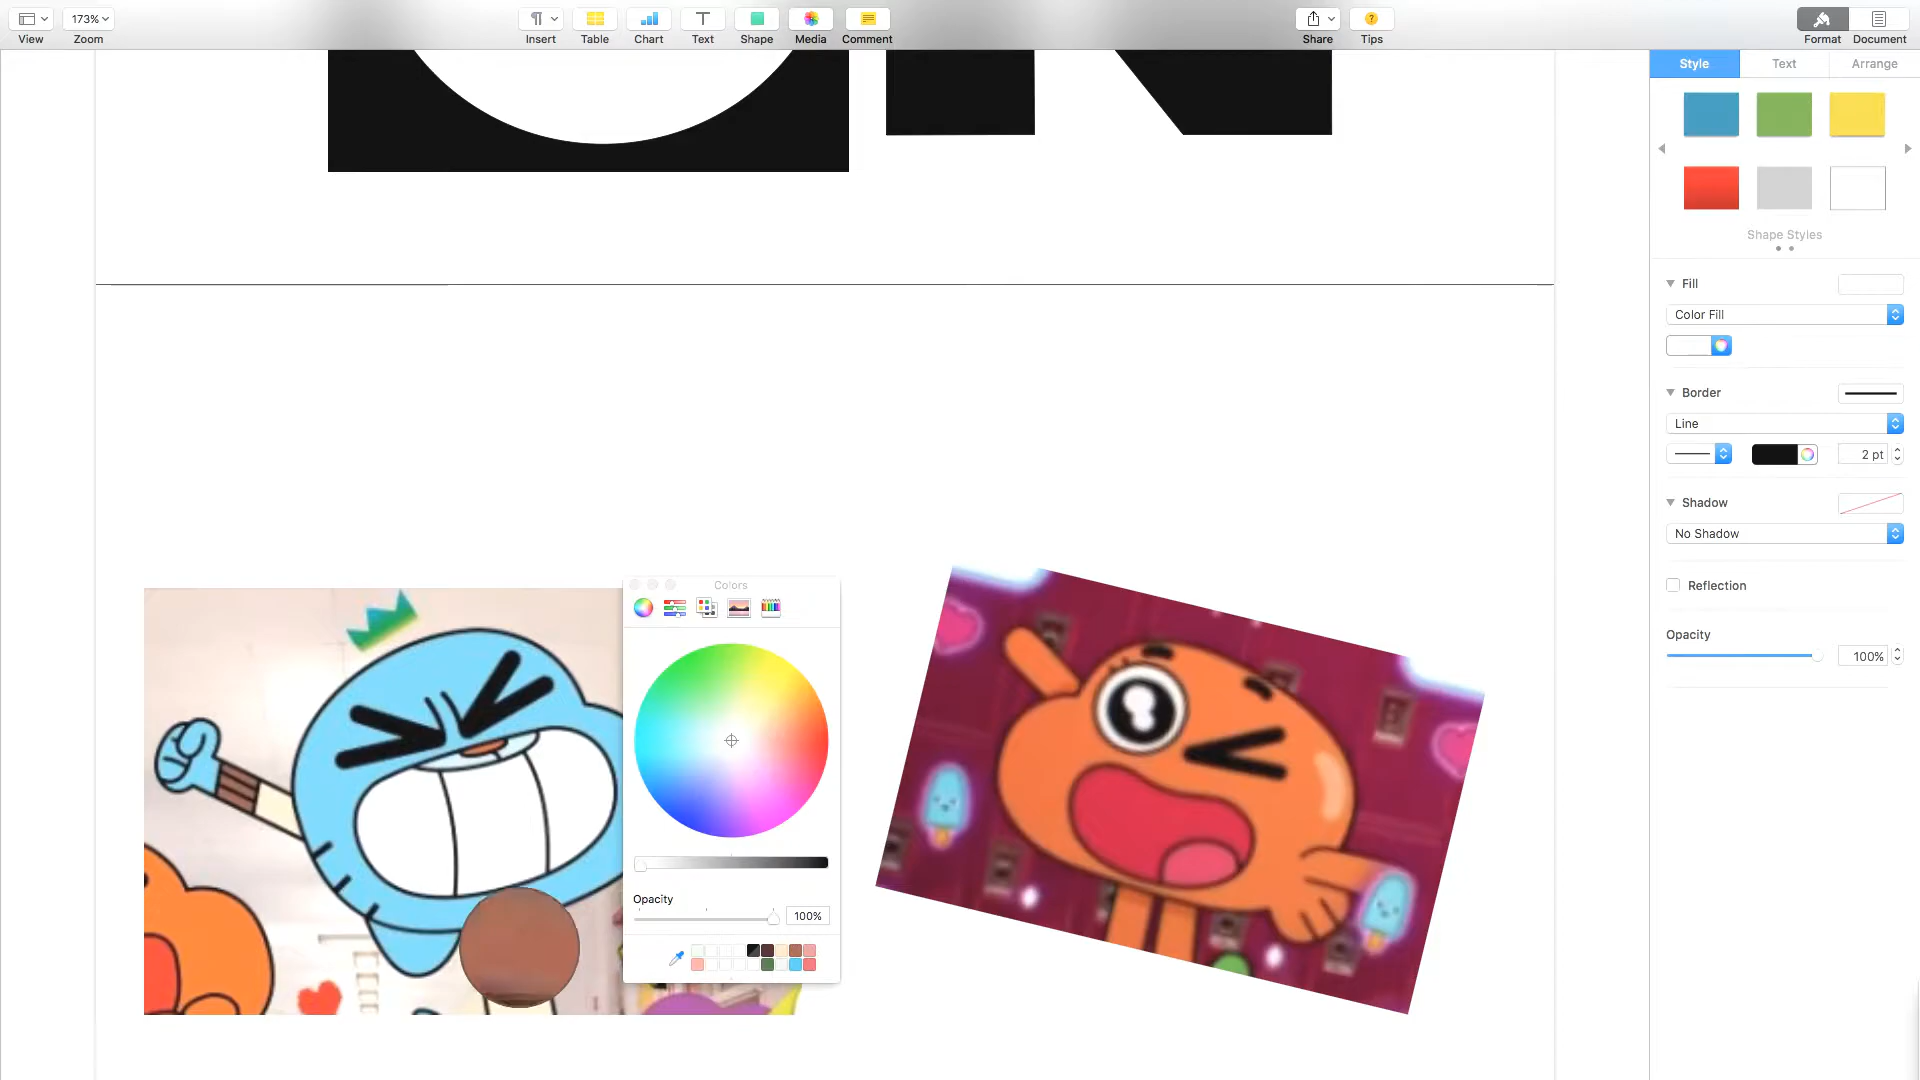 173%
View
Zoom
Insert
Table
Chart
Text
Shape
Media
Comment
Share
Tips
Format
Document
Style
Text
Arrange
Shape Styles
Fill
Color Fill
Border
Line
2 pt
Shadow
No Shadow
Reflection
Opacity
100%
Colors
Opacity
100%